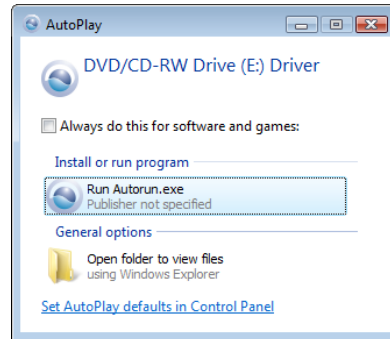 AutoPlay
DVD/CD-RW Drive (E:) Driver
Always do this for software and games:
Install or run program
Run Autorun.exe
Publisher not specified
General options
Open folder to view files
using Windows Explorer
Set AutoPlay defaults in Control Panel